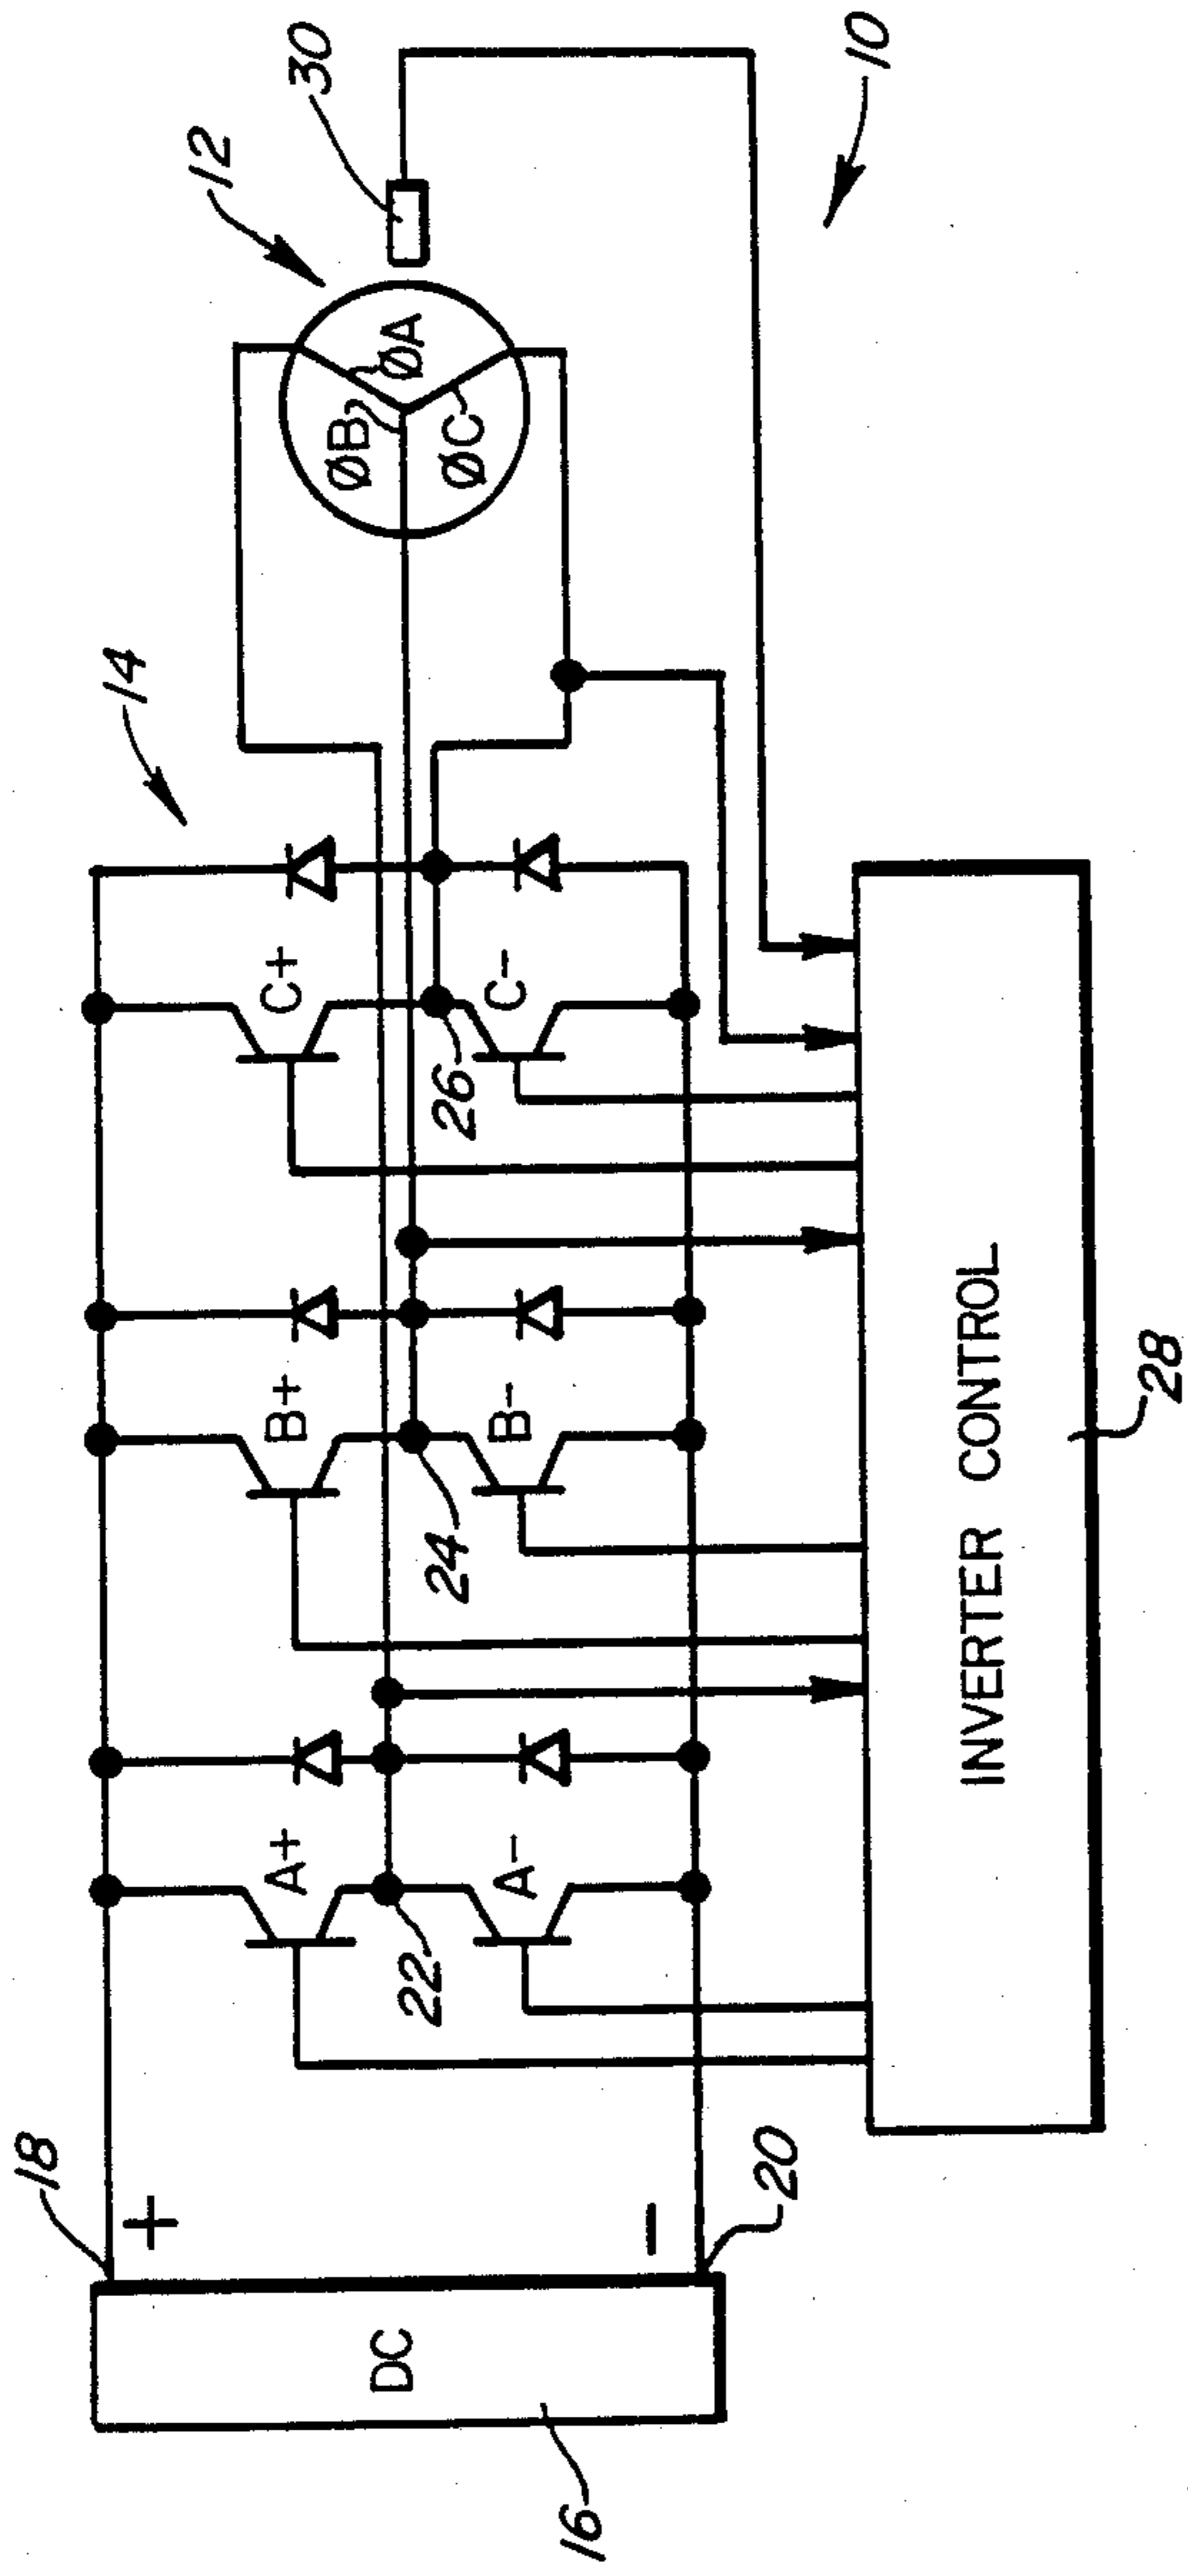 10
12
30
14
ØA
ØB
ØC
18
+
A+
B+
C+
22
24
26
A-
B-
C-
DC
-
20
16
INVERTER CONTROL
28